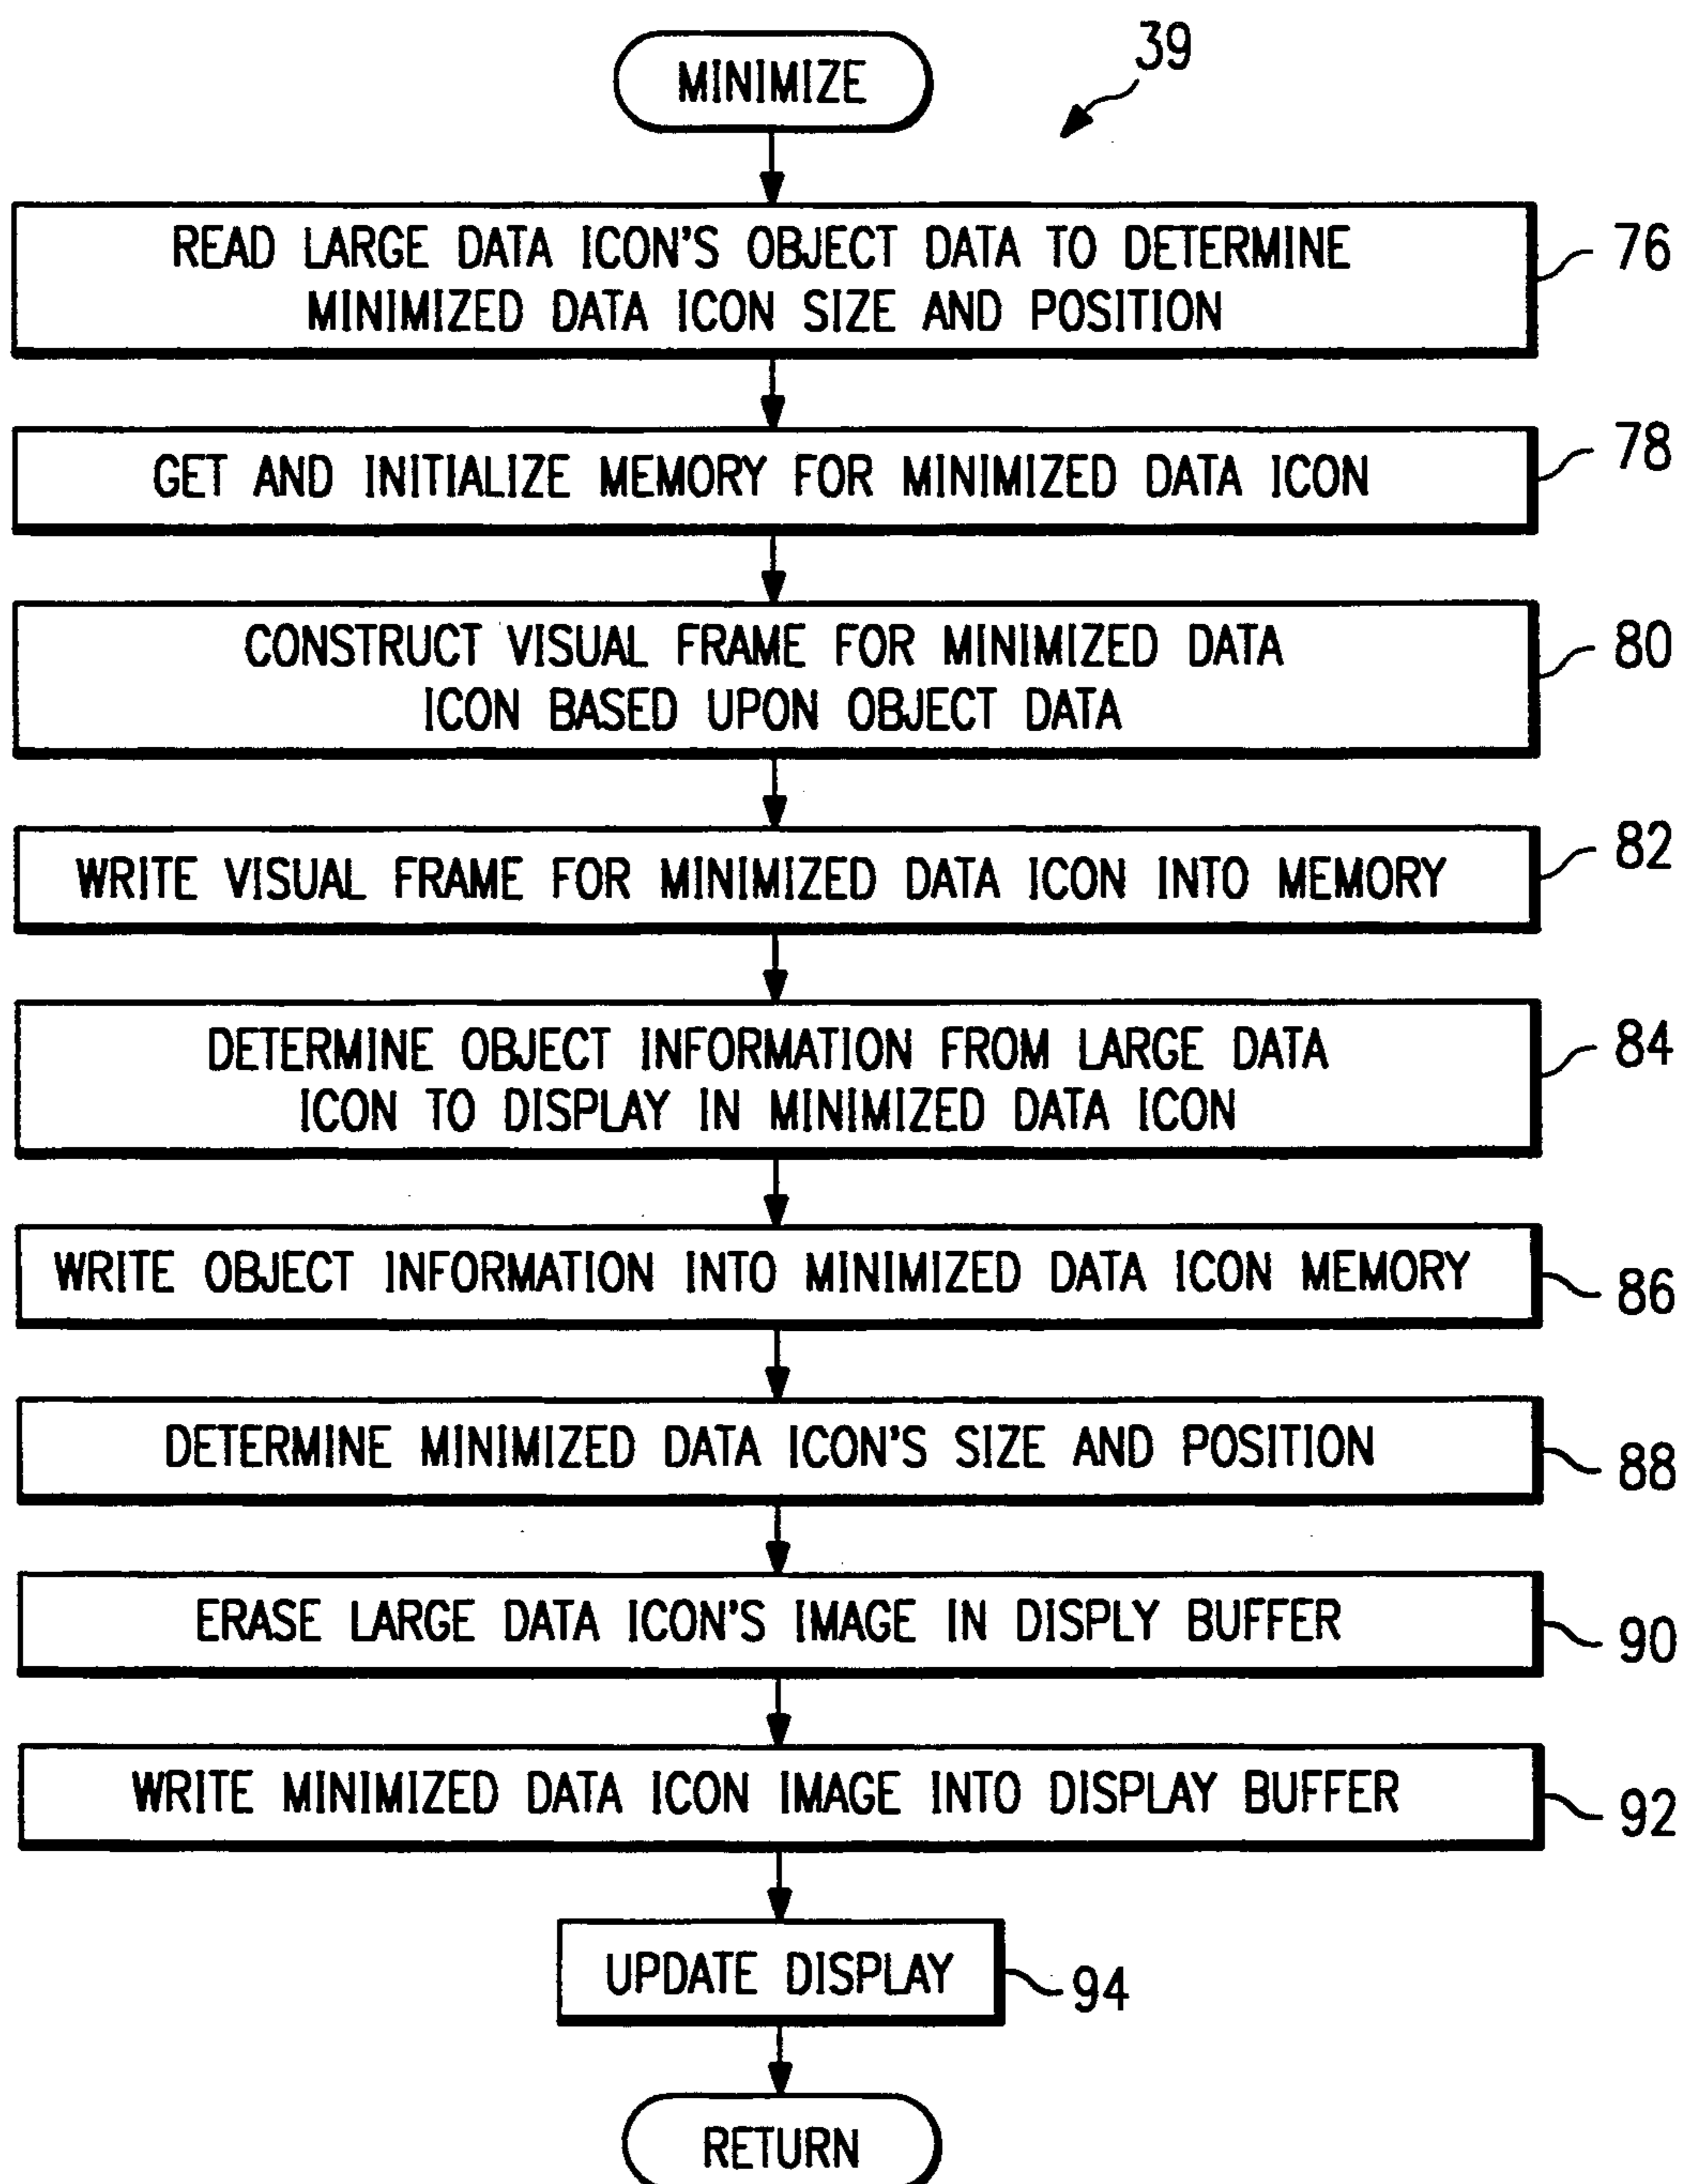 MINIMIZE
39
READ LARGE DATA ICON'S OBJECT DATA TO DETERMINE
MINIMIZED DATA ICON SIZE AND POSITION
76
GET AND INITIALIZE MEMORY FOR MINIMIZED DATA ICON
78
CONSTRUCT VISUAL FRAME FOR MINIMIZED DATA
ICON BASED UPON OBJECT DATA
80
WRITE VISUAL FRAME FOR MINIMIZED DATA ICON INTO MEMORY
82
DETERMINE OBJECT INFORMATION FROM LARGE DATA
ICON TO DISPLAY IN MINIMIZED DATA ICON
84
WRITE OBJECT INFORMATION INTO MINIMIZED DATA ICON MEMORY
86
DETERMINE MINIMIZED DATA ICON'S SIZE AND POSITION
88
ERASE LARGE DATA ICON'S IMAGE IN DISPLY BUFFER
90
WRITE MINIMIZED DATA ICON IMAGE INTO DISPLAY BUFFER
92
UPDATE DISPLAY
94
RETURN